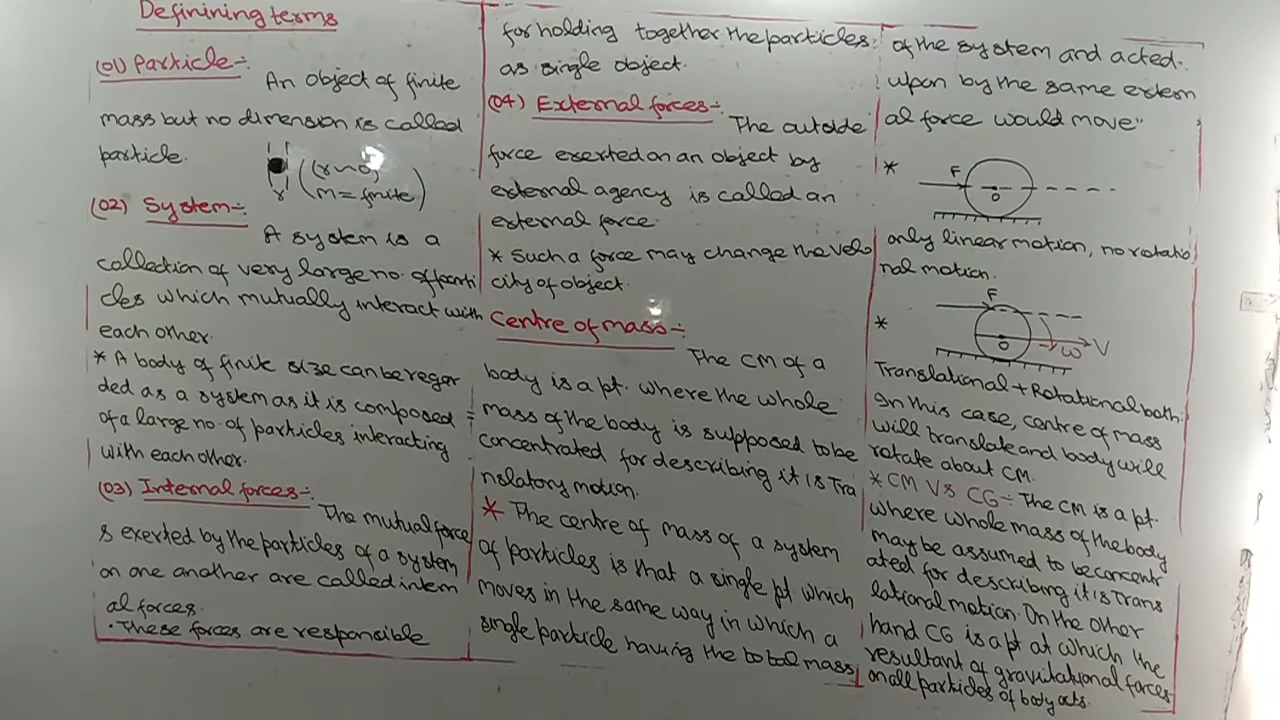 Definining terms
(01) Particle:-
An object of finite
mass but no dimension is called
particle.
(r→0,
m = finite)
r
(02) System:-
A system is a
collection of very large no. of parti
cles which mutually interact with
each other.
* A body of finite size can be regar
ded as a system as it is composed
of a large no. of particles interacting
with each other.
(03) Internal forces:-
The mutual force
s exerted by the particles of a system
on one another are called intern
al forces.
• These forces are responsible
for holding together the particles
as single object.
(04) External forces:-
The outside
force exerted on an object by
external agency is called an
external force.
* Such a force may change the velo
city of object.
Centre of mass:-
The CM of a
body is a pt. where the whole
mass of the body is supposed to be
concentrated for describing it is Tra
nslatory motion.
* The centre of mass of a system
of particles is that a single pt which
moves in the same way in which a
single particle having the total mass
of the system and acted
upon by the same extern
al force would move"
* F
O
only linear motion, no rotatio
nal motion.
F
* O ω V
Translational + Rotational both
In this case, centre of mass
will translate and body will
rotate about CM.
* CM Vs CG:- The CM is a pt.
where whole mass of the body
may be assumed to be concentr
ated for describing it is Trans
lational motion. On the other
hand CG is a pt at which the
resultant of gravitational forces
on all particles of body acts.